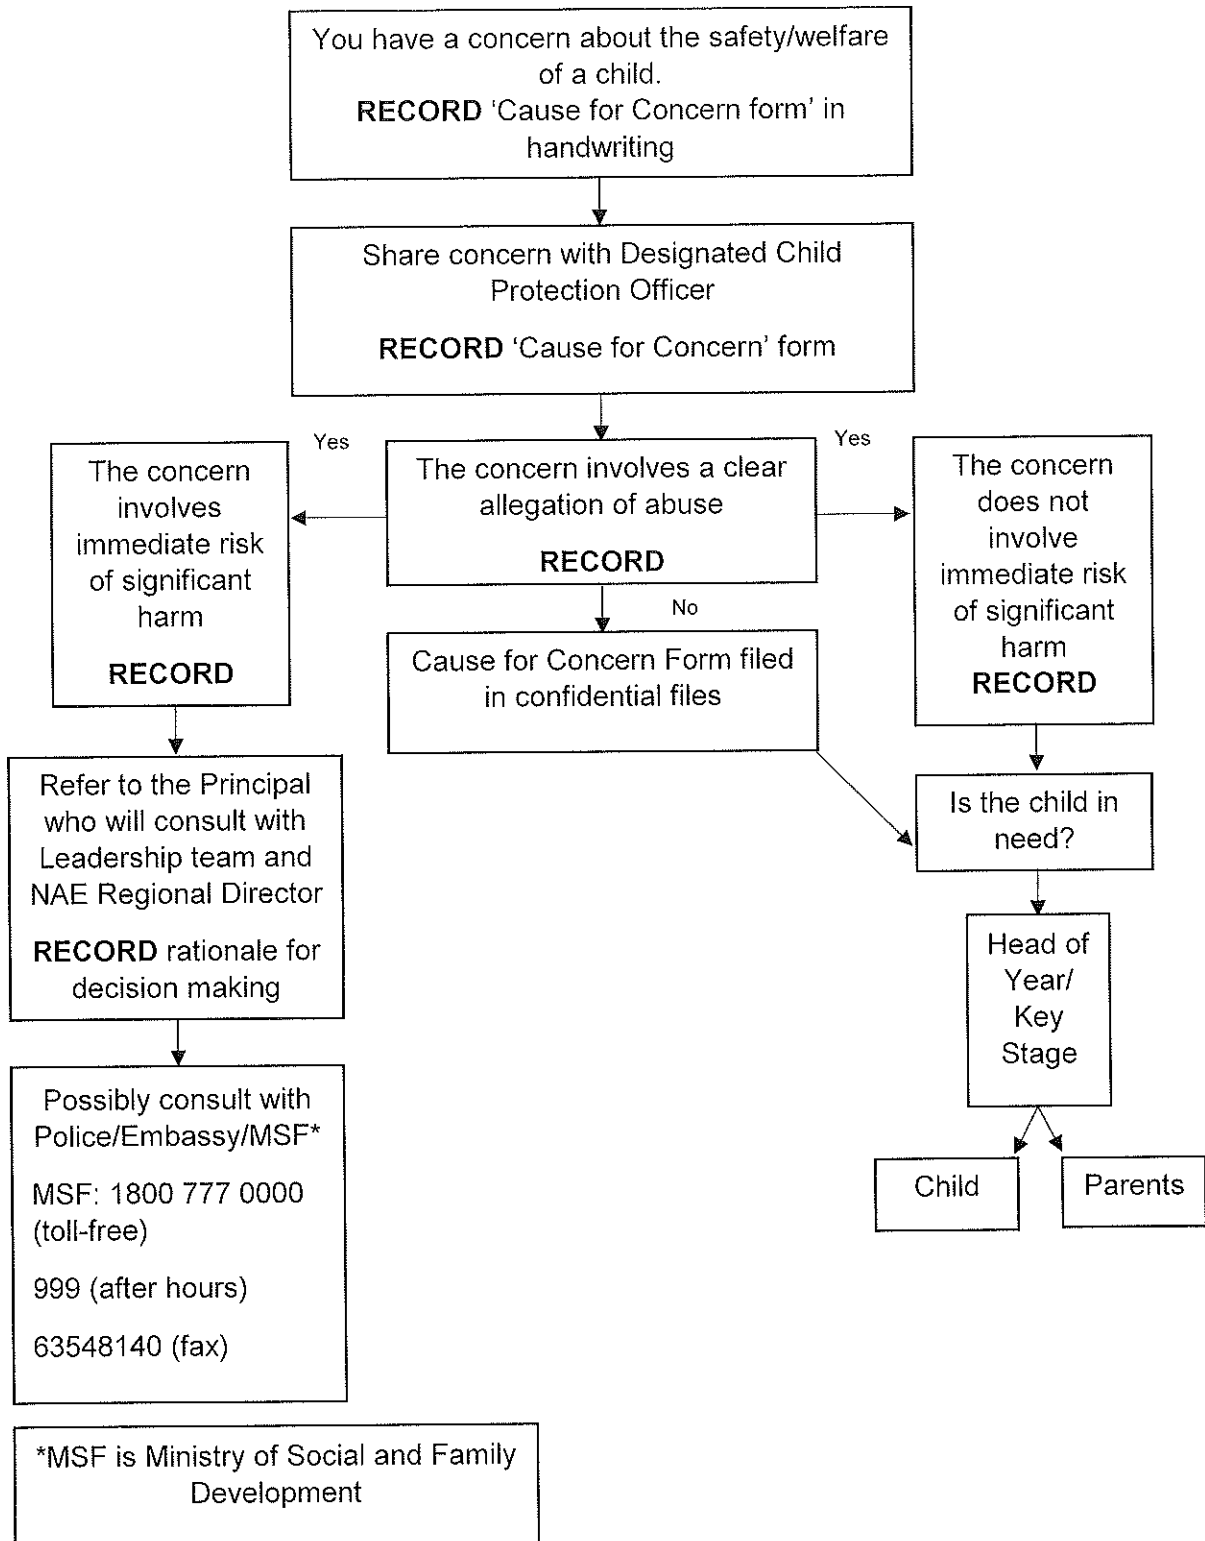 You have a concern about the safety/welfare
of a child.
RECORD ‘Cause for Concern form’ in
handwriting
Share concern with Designated Child
Protection Officer
RECORD ‘Cause for Concern’ form
Yes
The concern involves a clear
allegation of abuse
RECORD
Yes
The concern
involves
immediate risk
of significant
harm
RECORD
The concern
does not
involve
immediate risk
of significant
harm
RECORD
No
Cause for Concern Form filed
in confidential files
Refer to the Principal
who will consult with
Leadership team and
NAE Regional Director
RECORD rationale for
decision making
Is the child in
need?
Head of
Year/
Key
Stage
Child
Parents
Possibly consult with
Police/Embassy/MSF*
MSF: 1800 777 0000
(toll-free)
999 (after hours)
63548140 (fax)
*MSF is Ministry of Social and Family
Development